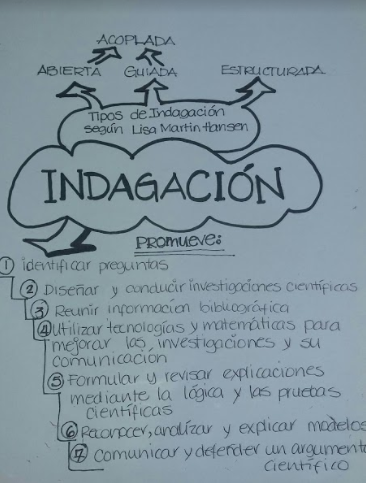 ACOPLADA
ABIERTA GUIADA ESTRUCTURADA
Tipos de Indagación
según Lisa Martin Hansen
INDAGACIÓN
PROMUEVE:
1 identificar preguntas
2 Diseñar y conducir investigaciones científicas
3 Reunir información bibliográfica
4 Utilizar tecnologías y matemáticas para
mejorar las investigaciones y su
comunicación
5 Formular y revisar explicaciones
mediante la lógica y las pruebas
científicas
6 Reconocer, analizar y explicar modelos
7 Comunicar y defender un argumento
científico